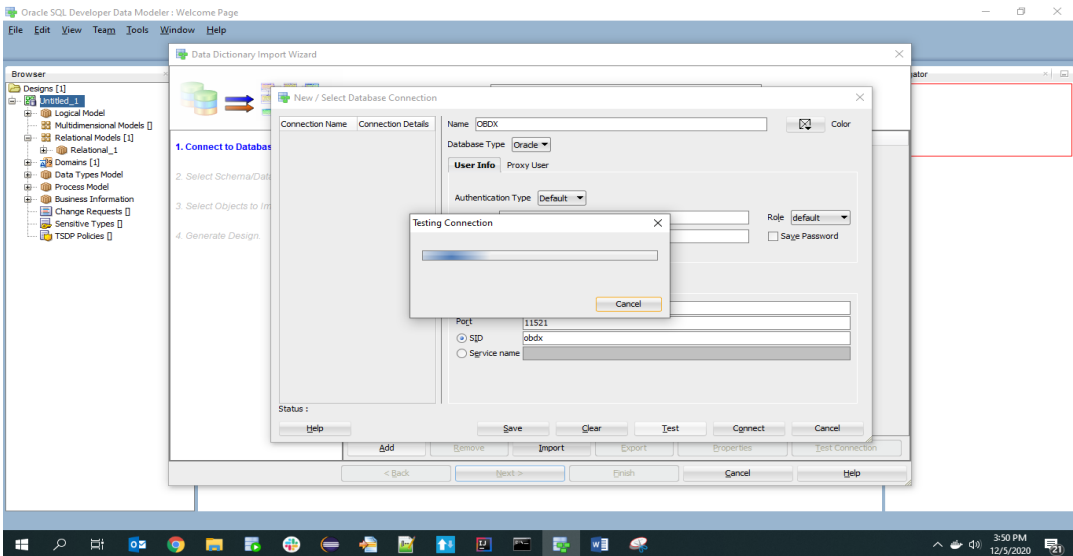 Oracle SQL Developer Data Modeler : Welcome Page
File Edit View Team Tools Window Help
Data Dictionary Import Wizard
Browser
Designs [1]
Untitled_1
Logical Model
Multidimensional Models []
Relational Models [1]
Relational_1
Domains [1]
Data Types Model
Process Model
Business Information
Change Requests []
Sensitive Types []
TSDP Policies []
1. Connect to Databas
2. Select Schema/Data
3. Select Objects to Im
4. Generate Design.
New / Select Database Connection
Connection Name Connection Details
Name OBDX
Color
Database Type Oracle
User Info Proxy User
Authentication Type Default
Role default
Save Password
Testing Connection
Cancel
Port 11521
SID obdx
Service name
Status :
Help Save Clear Test Connect Cancel
Add Remove Import Export Properties Test Connection
< Back Next > Finish Cancel Help
ator
3:50 PM
12/5/2020
21